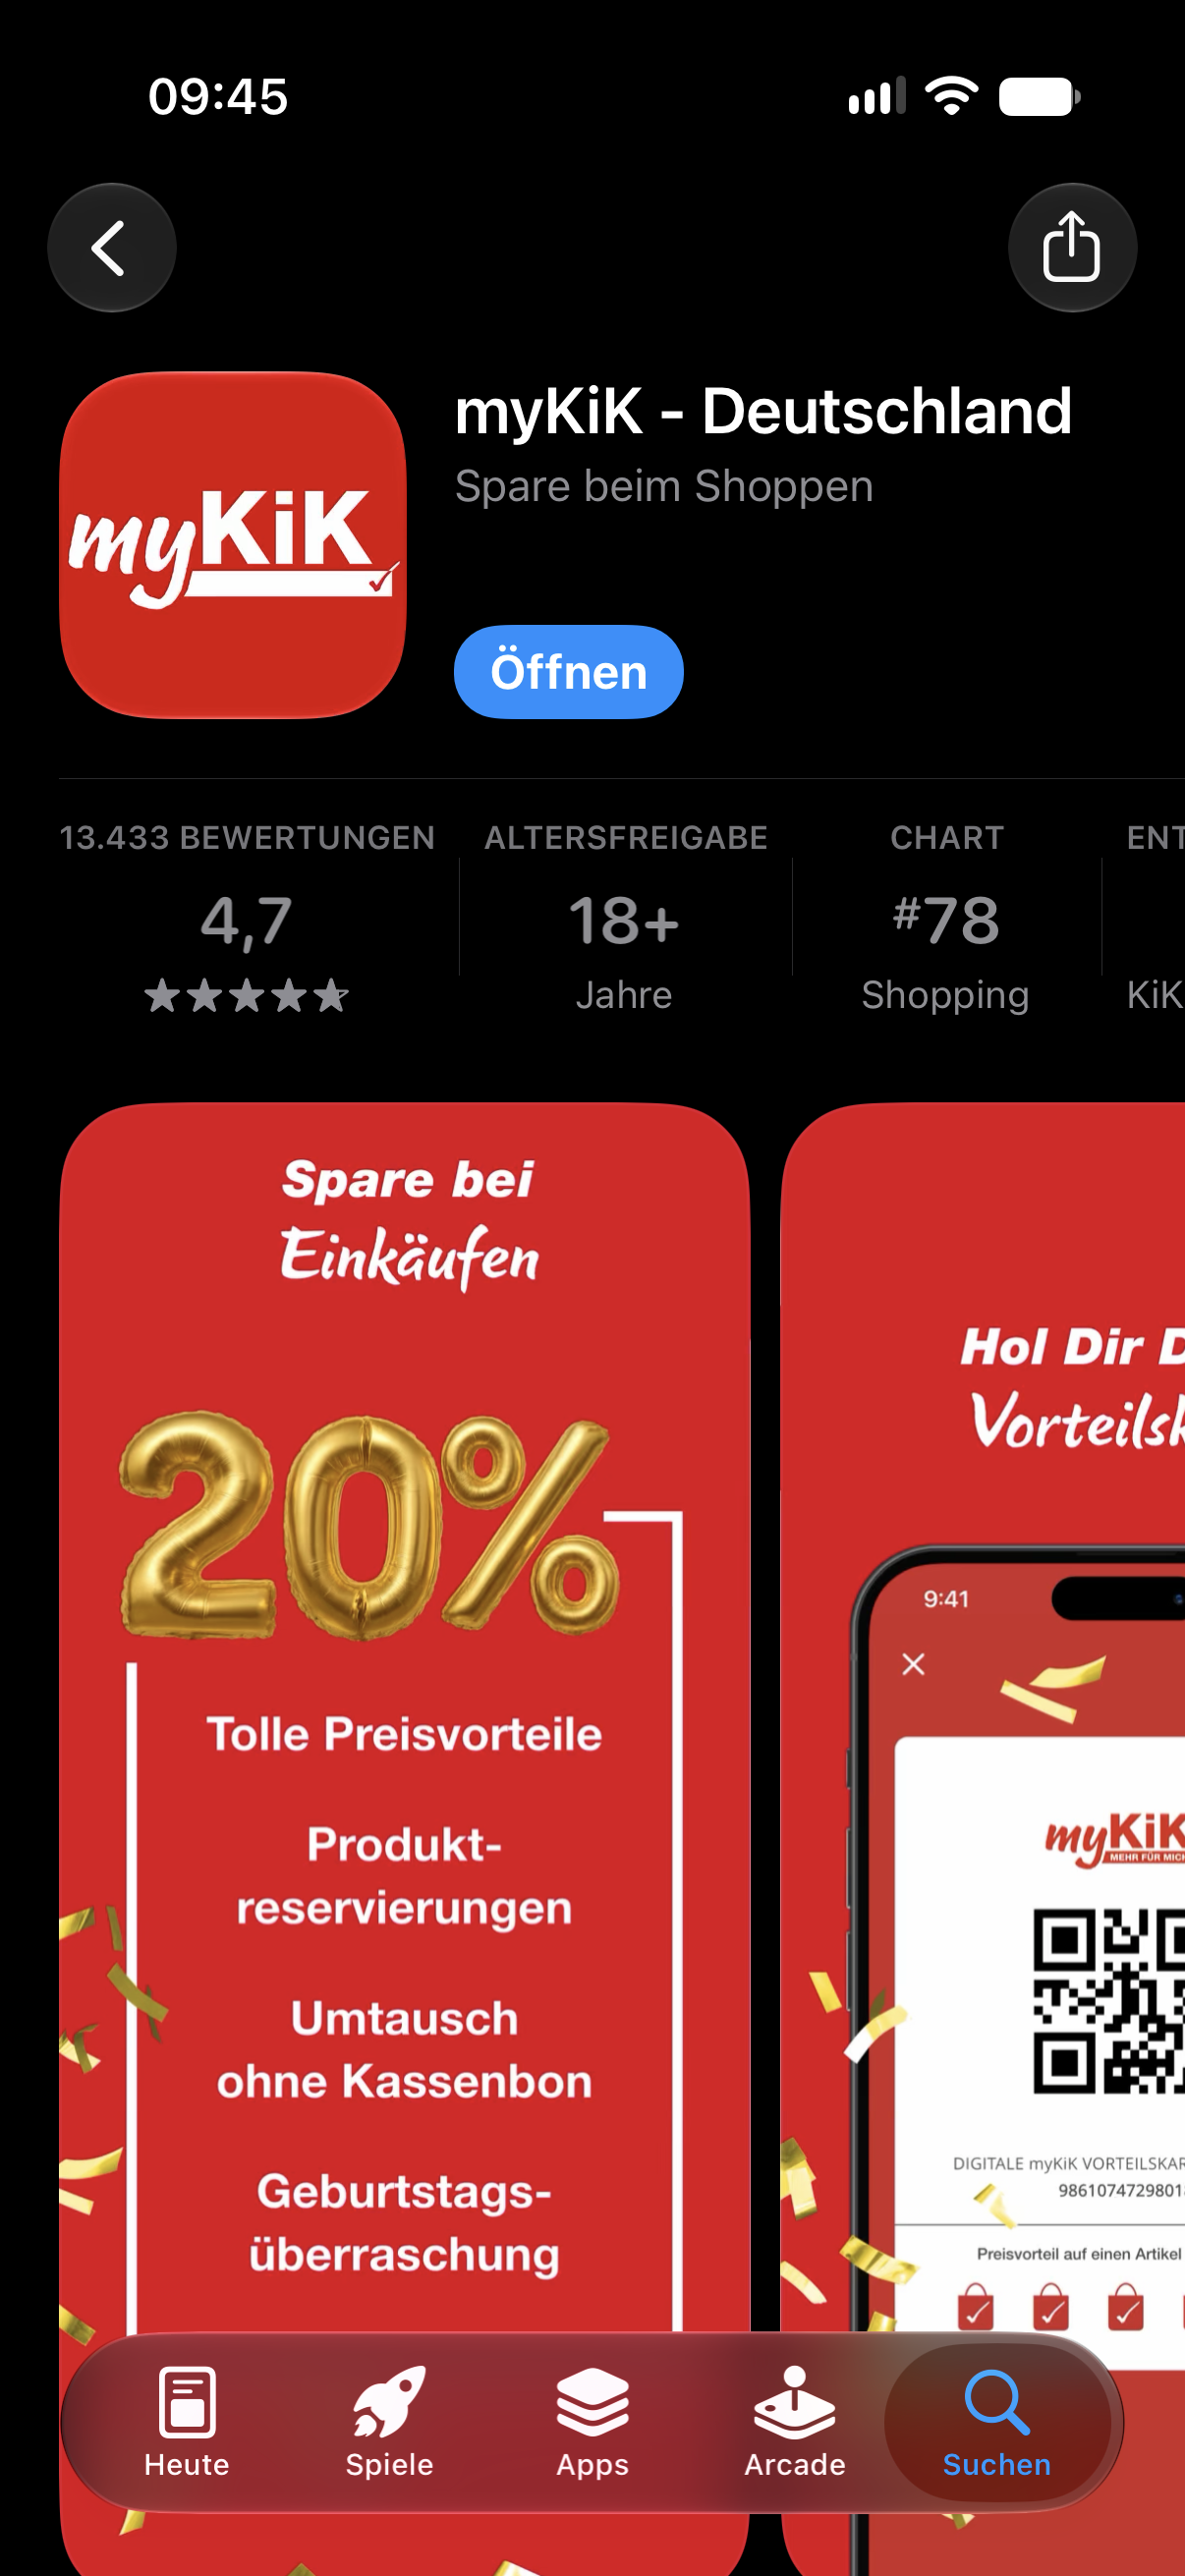 09:45
myKiK
myKiK - Deutschland
Spare beim Shoppen
Öffnen
13.433 BEWERTUNGEN
4,7
ALTERSFREIGABE
18+
Jahre
CHART
#78
Shopping
ENT
KiK
Spare bei
Einkäufen
20%
Tolle Preisvorteile
Produkt-
reservierungen
Umtausch
ohne Kassenbon
Geburtstags-
überraschung
Hol Dir D
Vorteilsk
9:41
myKiK
MEHR FÜR MICH
DIGITALE myKiK VORTEILSKAR
9861074729801
Preisvorteil auf einen Artikel
Heute
Spiele
Apps
Arcade
Suchen